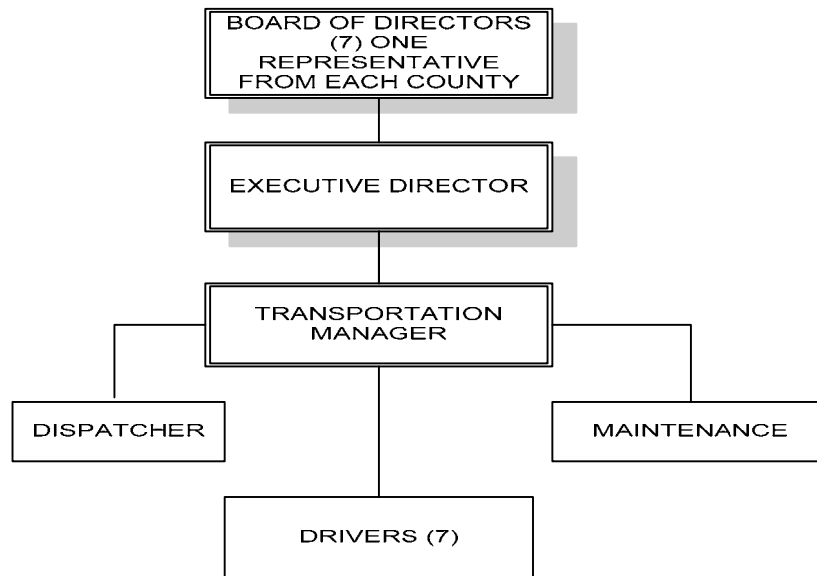 BOARD OF DIRECTORS
(7) ONE
REPRESENTATIVE
FROM EACH COUNTY
EXECUTIVE DIRECTOR
TRANSPORTATION
MANAGER
DISPATCHER
MAINTENANCE
DRIVERS (7)